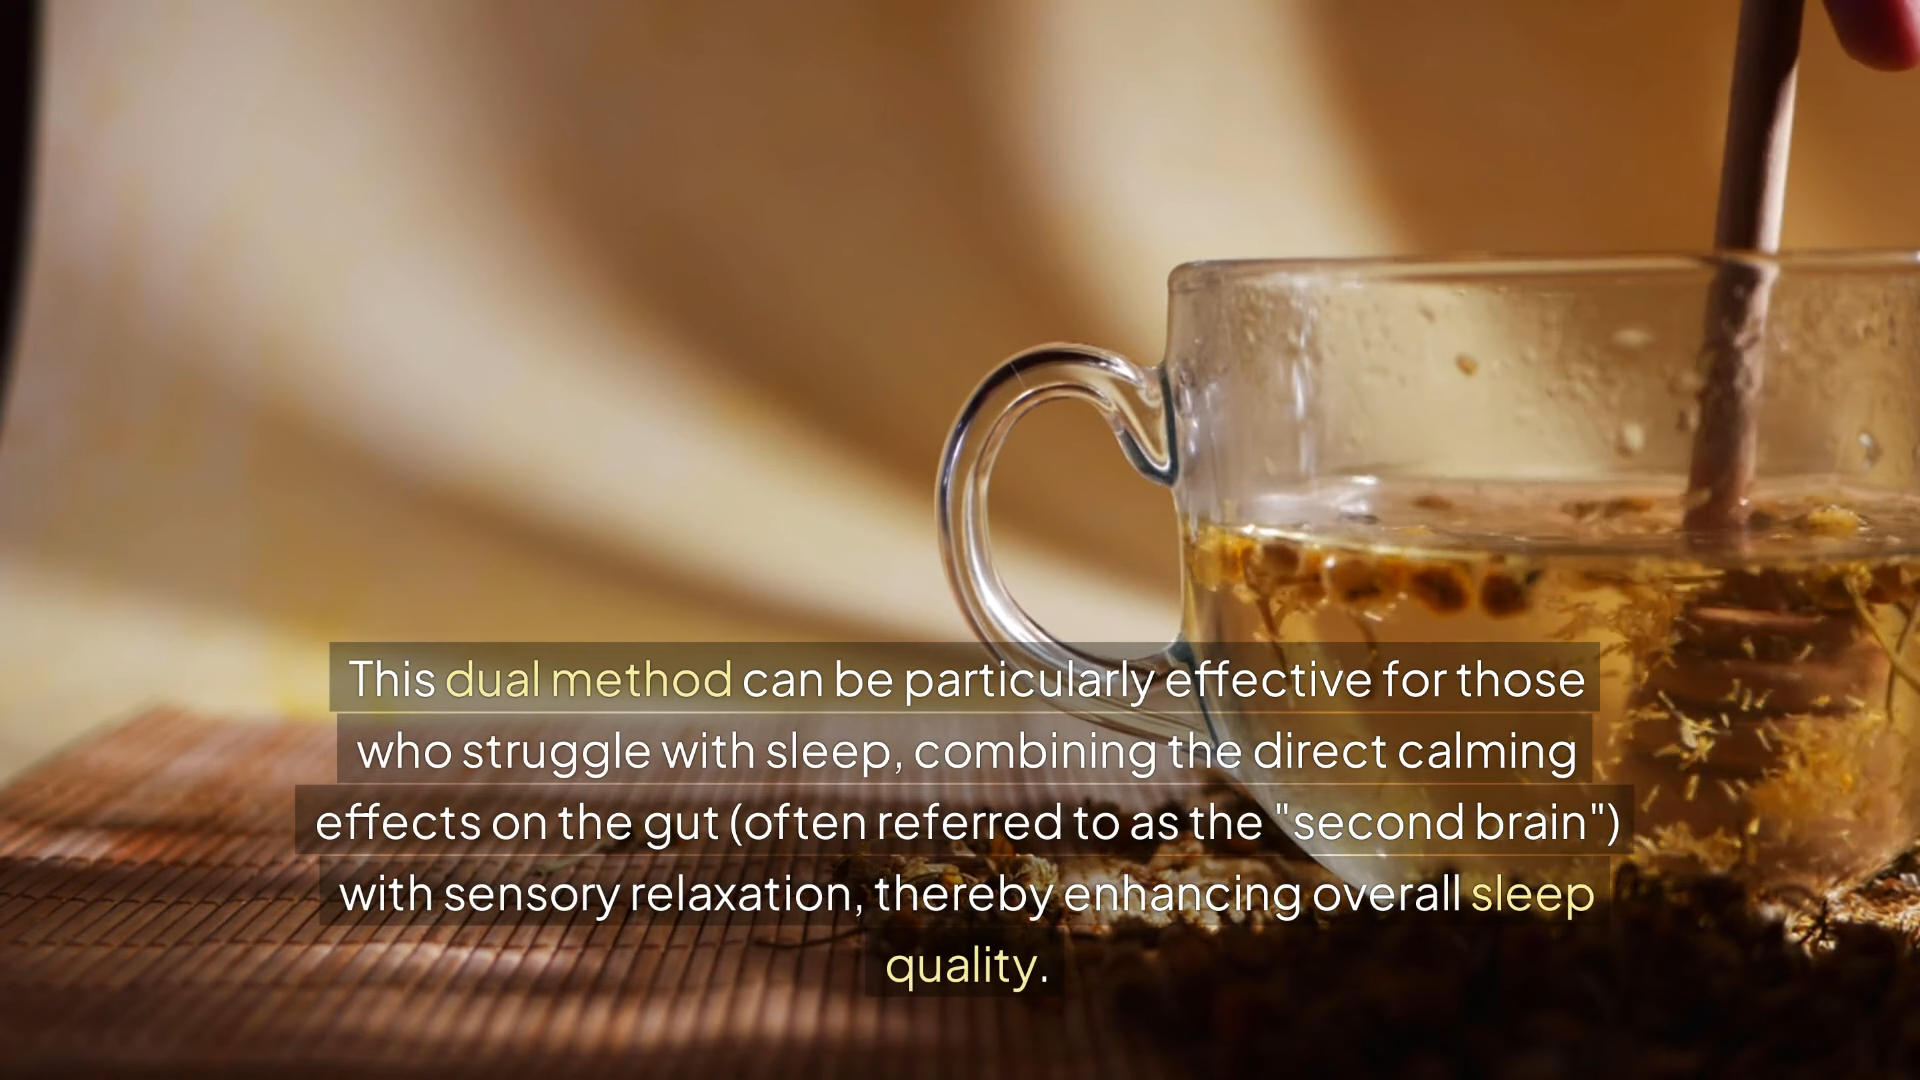 This dual method can be particularly effective for those
who struggle with sleep, combining the direct calming
effects on the gut (often referred to as the "second brain")
with sensory relaxation, thereby enhancing overall sleep
quality.